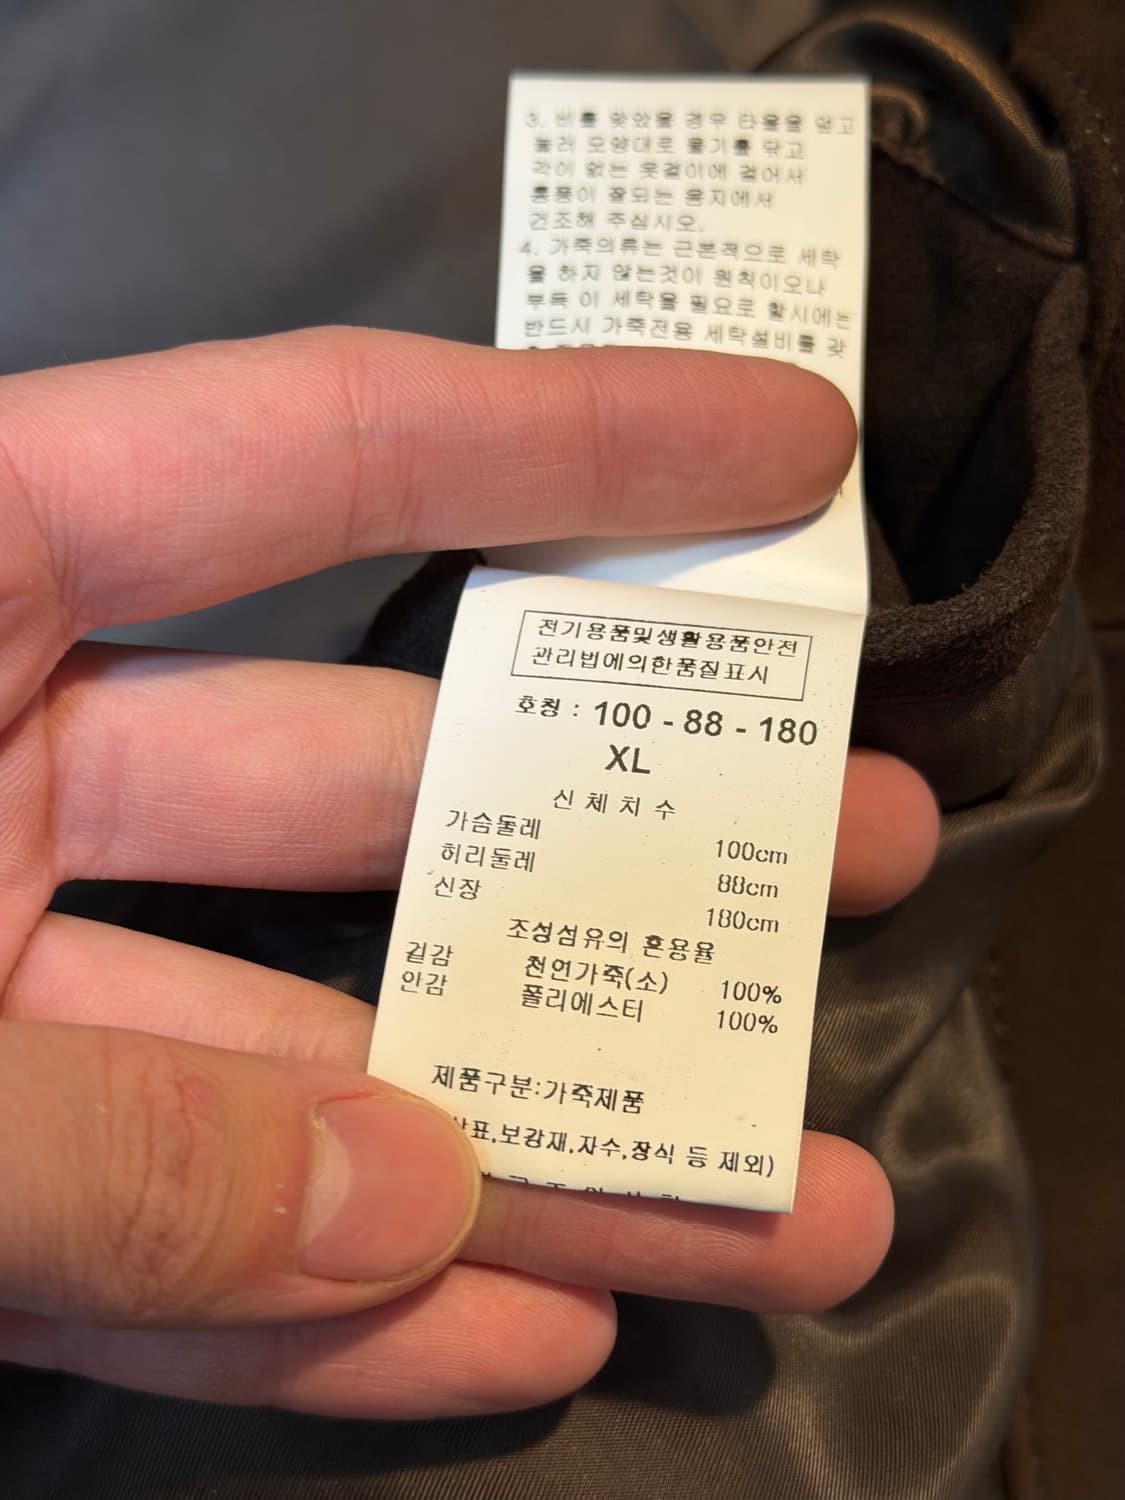 3. 비를 맞았을 경우 타올을 얹고
눌러 모양대로 물기를 닦고
각이 없는 옷걸이에 걸어서
통풍이 잘되는 음지에서
건조해 주십시오.
4. 가죽의류는 근본적으로 세탁
을 하지 않는것이 원칙이오나
부득 이 세탁을 필요로 할시에는
반드시 가죽전용 세탁설비를 갖
전기용품및생활용품안전
관리법에의한품질표시
호칭 : 100 - 88 - 180
XL
신 체 치 수
가슴둘레 100cm
허리둘레 88cm
신장 180cm
조성섬유의 혼용율
겉감 천연가죽(소) 100%
안감 폴리에스터 100%
제품구분:가죽제품
표,보강재,자수,장식 등 제외)